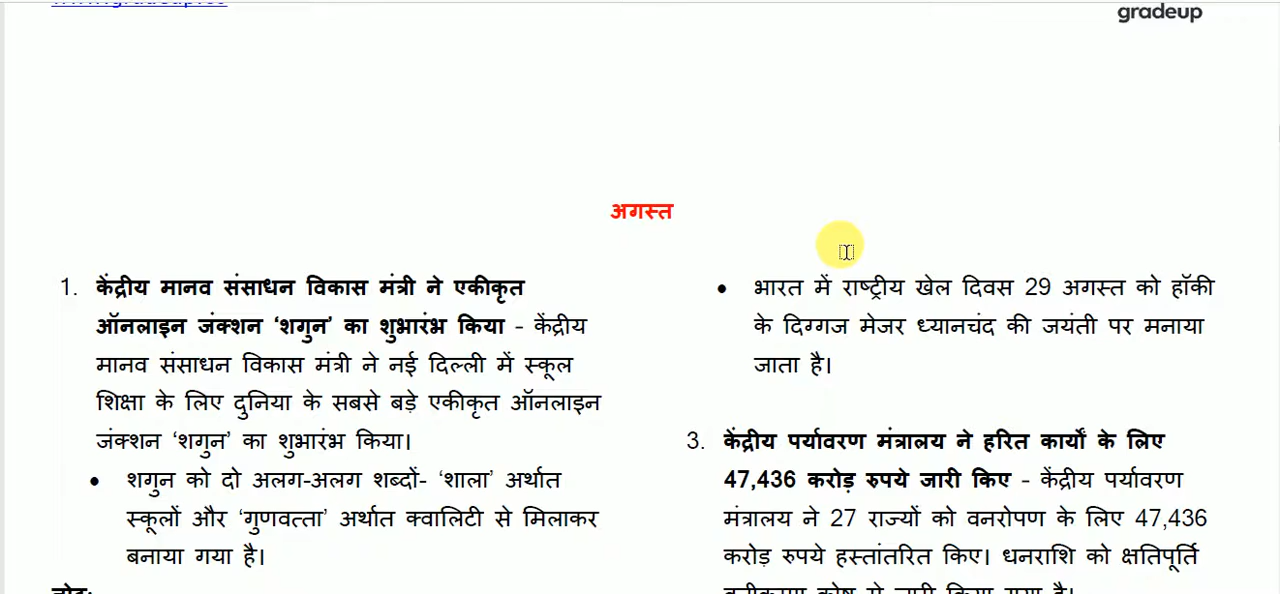 gradeup
अगस्त
1. केंद्रीय मानव संसाधन विकास मंत्री ने एकीकृत
ऑनलाइन जंक्शन ‘शगुन’ का शुभारंभ किया - केंद्रीय
मानव संसाधन विकास मंत्री ने नई दिल्ली में स्कूल
शिक्षा के लिए दुनिया के सबसे बड़े एकीकृत ऑनलाइन
जंक्शन ‘शगुन’ का शुभारंभ किया।
• शगुन को दो अलग-अलग शब्दों- ‘शाला’ अर्थात
स्कूलों और ‘गुणवत्ता’ अर्थात क्वालिटी से मिलाकर
बनाया गया है।
नोट:
• भारत में राष्ट्रीय खेल दिवस 29 अगस्त को हॉकी
के दिग्गज मेजर ध्यानचंद की जयंती पर मनाया
जाता है।
3. केंद्रीय पर्यावरण मंत्रालय ने हरित कार्यों के लिए
47,436 करोड़ रुपये जारी किए - केंद्रीय पर्यावरण
मंत्रालय ने 27 राज्यों को वनरोपण के लिए 47,436
करोड़ रुपये हस्तांतरित किए। धनराशि को क्षतिपूर्ति